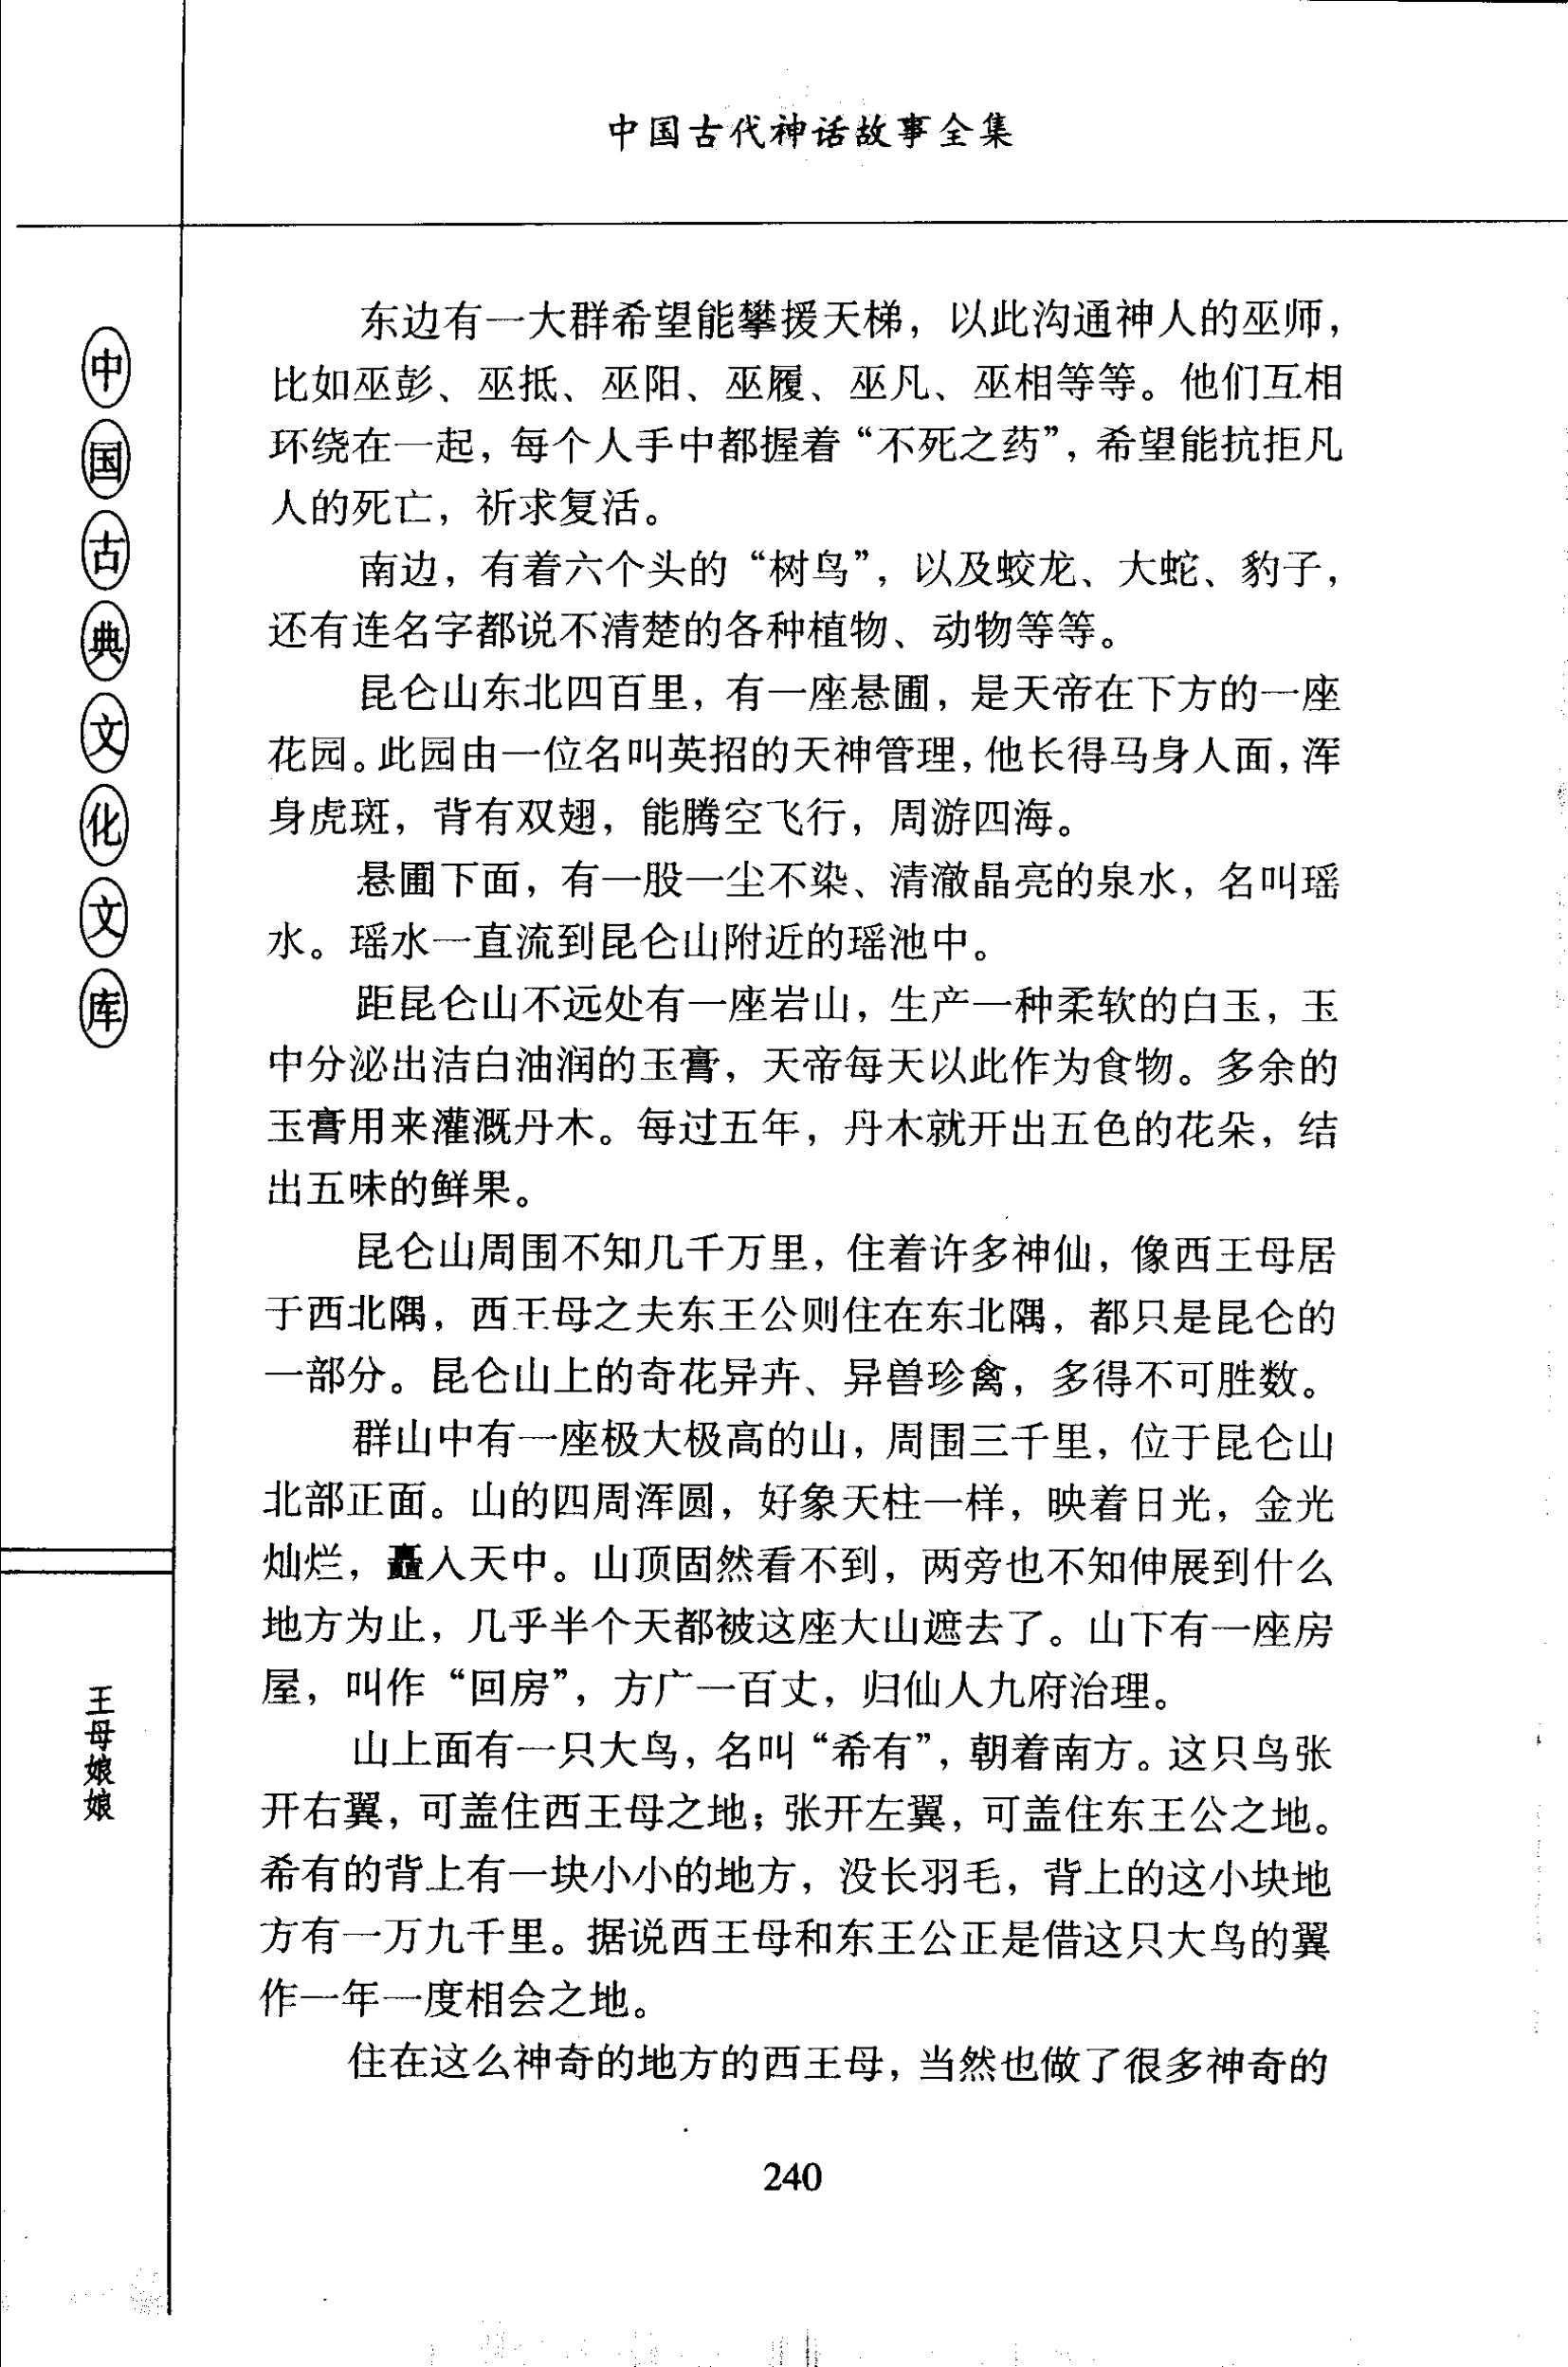 中国古代神话故事全集
中国古典文化文库
王母娘娘
东边有一大群希望能攀援天梯，以此沟通神人的巫师，
比如巫彭、巫抵、巫阳、巫履、巫凡、巫相等等。他们互相
环绕在一起，每个人手中都握着“不死之药”，希望能抗拒凡
人的死亡，祈求复活。
南边，有着六个头的“树鸟”，以及蛟龙、大蛇、豹子，
还有连名字都说不清楚的各种植物、动物等等。
昆仑山东北四百里，有一座悬圃，是天帝在下方的一座
花园。此园由一位名叫英招的天神管理，他长得马身人面，浑
身虎斑，背有双翅，能腾空飞行，周游四海。
悬圃下面，有一股一尘不染、清澈晶亮的泉水，名叫瑶
水。瑶水一直流到昆仑山附近的瑶池中。
距昆仑山不远处有一座岩山，生产一种柔软的白玉，玉
中分泌出洁白油润的玉膏，天帝每天以此作为食物。多余的
玉膏用来灌溉丹木。每过五年，丹木就开出五色的花朵，结
出五味的鲜果。
昆仑山周围不知几千万里，住着许多神仙，像西王母居
于西北隅，西王母之夫东王公则住在东北隅，都只是昆仑的
一部分。昆仑山上的奇花异卉、异兽珍禽，多得不可胜数。
群山中有一座极大极高的山，周围三千里，位于昆仑山
北部正面。山的四周浑圆，好象天柱一样，映着日光，金光
灿烂，矗入天中。山顶固然看不到，两旁也不知伸展到什么
地方为止，几乎半个天都被这座大山遮去了。山下有一座房
屋，叫作“回房”，方广一百丈，归仙人九府治理。
山上面有一只大鸟，名叫“希有”，朝着南方。这只鸟张
开右翼，可盖住西王母之地；张开左翼，可盖住东王公之地。
希有的背上有一块小小的地方，没长羽毛，背上的这小块地
方有一万九千里。据说西王母和东王公正是借这只大鸟的翼
作一年一度相会之地。
住在这么神奇的地方的西王母，当然也做了很多神奇的
240